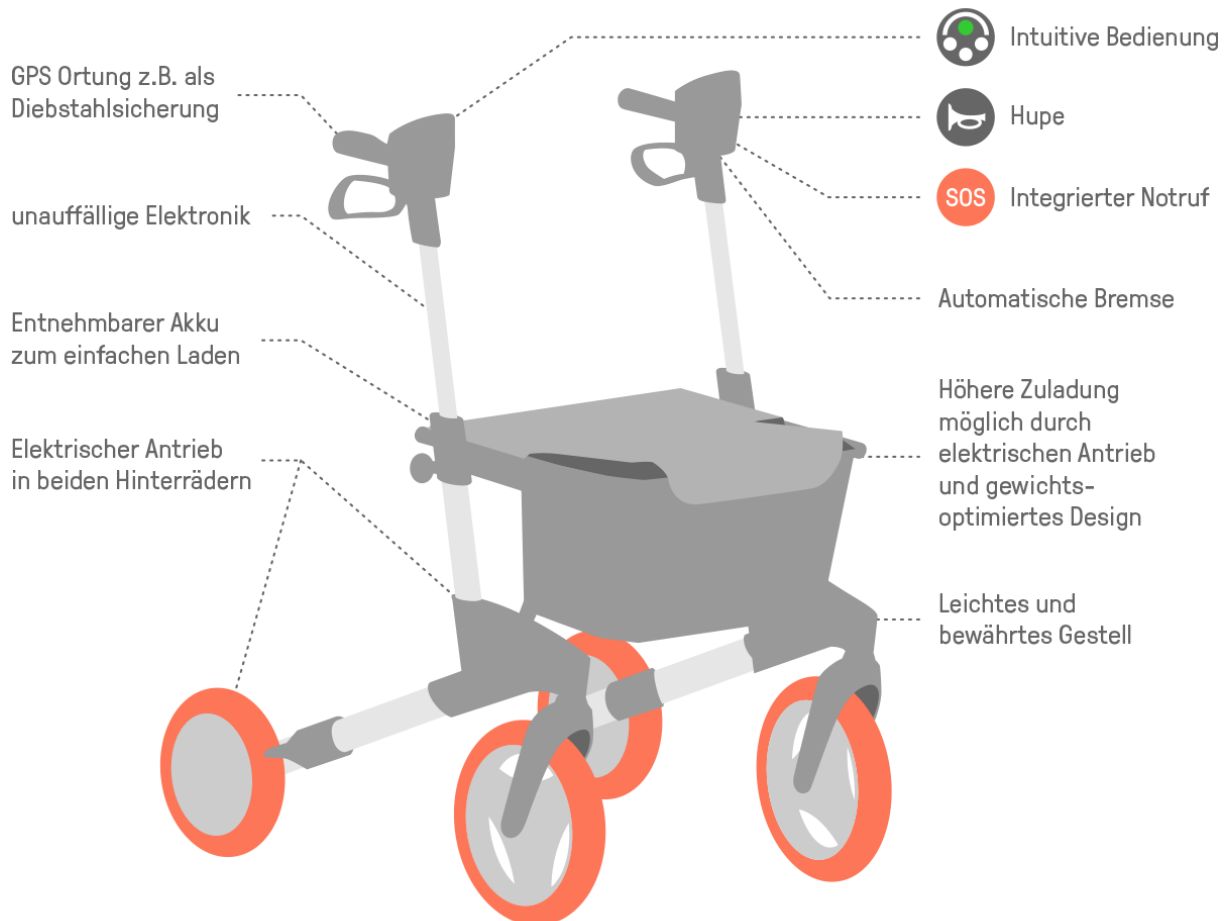 GPS Ortung z.B. als
Diebstahlsicherung
unauffällige Elektronik
Entnehmbarer Akku
zum einfachen Laden
Elektrischer Antrieb
in beiden Hinterrädern
Intuitive Bedienung
Hupe
SOS Integrierter Notruf
Automatische Bremse
Höhere Zuladung
möglich durch
elektrischen Antrieb
und gewichts-
optimiertes Design
Leichtes und
bewährtes Gestell